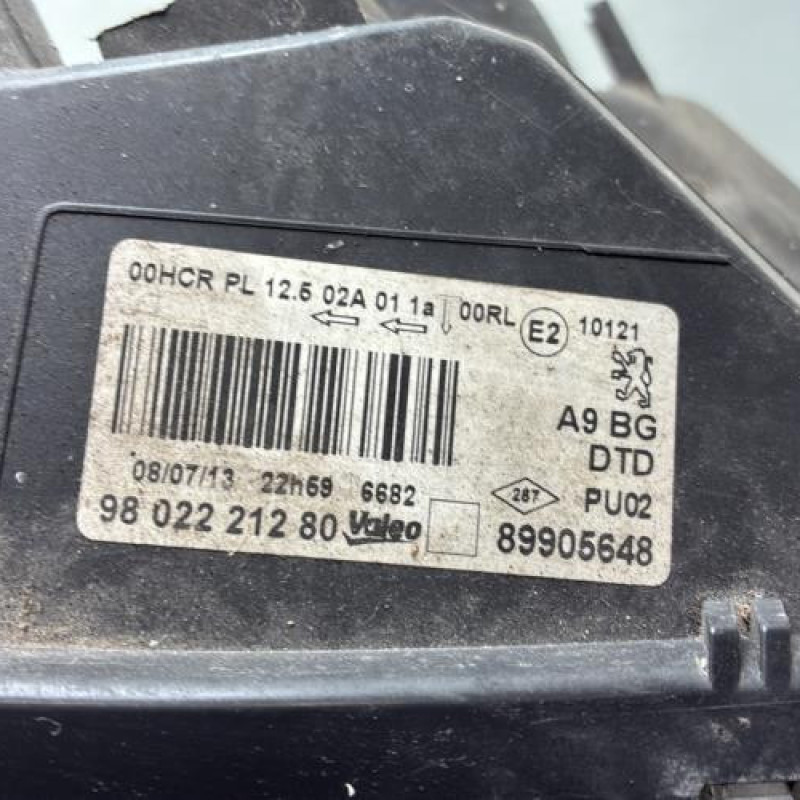 00HCR PL 12.5 02A 01 1a 00RL E2 10121
A9 BG
DTD
08/07/13 22h59 6682 287 PU02
98 022 212 80 Valeo 89905648